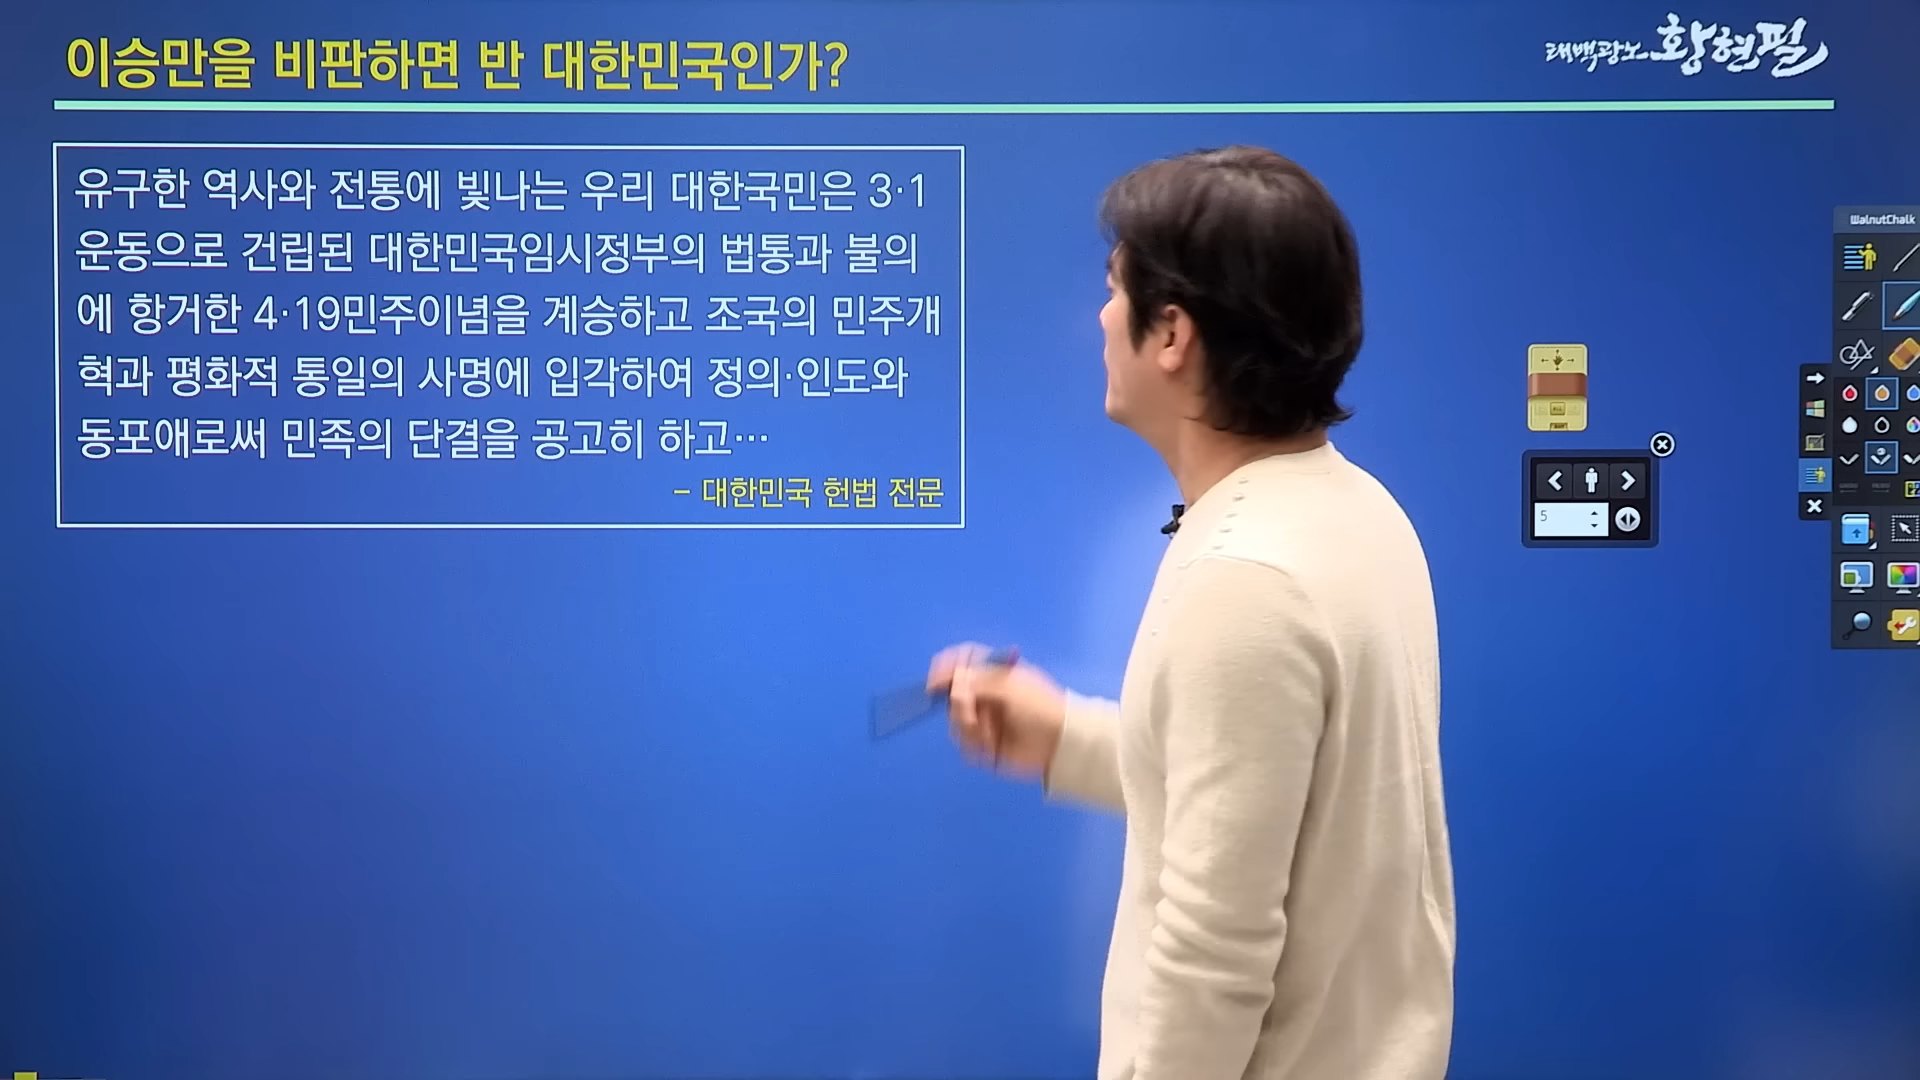 이승만을 비판하면 반 대한민국인가?
태백광노 황현필
유구한 역사와 전통에 빛나는 우리 대한국민은 3·1
운동으로 건립된 대한민국임시정부의 법통과 불의
에 항거한 4·19민주이념을 계승하고 조국의 민주개
혁과 평화적 통일의 사명에 입각하여 정의·인도와
동포애로써 민족의 단결을 공고히 하고…
– 대한민국 헌법 전문
WalnutChalk
5